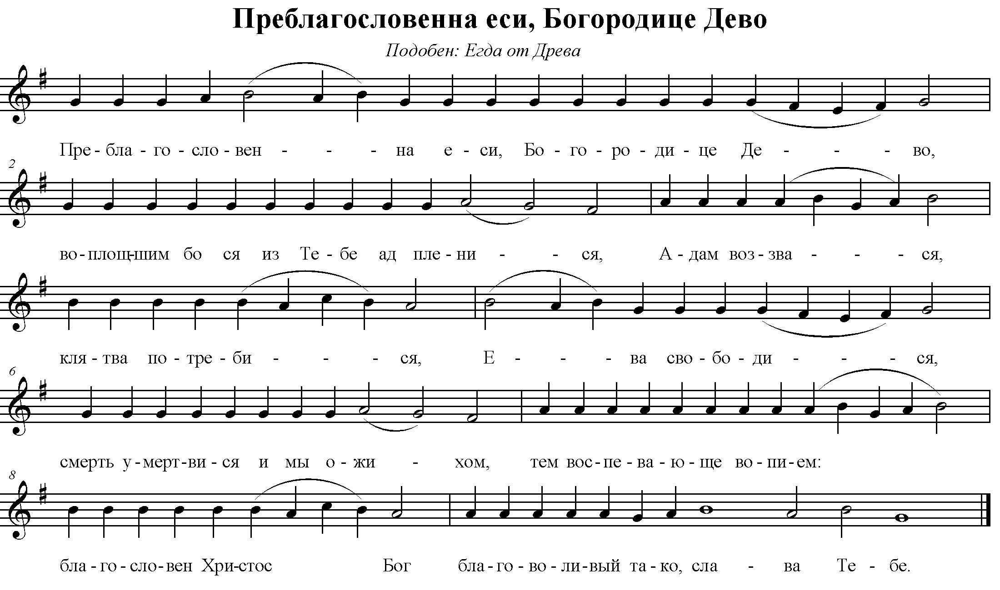 Преблагословенна еси, Богородице Дево
Подобен: Егда от Древа
Пре - бла - го - сло - вен - - - на е - си, Бо - го - ро - ди - це Де - - - во,
2
во - площ-шим бо ся из Те - бе ад пле - ни - - ся, А - дам воз - зва - - - ся,
кля - тва по - тре - би - - - ся, Е - - - ва сво - бо - ди - - - ся,
6
смерть у - мерт - ви - ся и мы о - жи - хом, тем вос - пе - ва - ю - ще во - пи - ем:
8
бла - го - сло - вен Хри-стос Бог бла - го - во - ли - вый та - ко, сла - ва Те - бе.